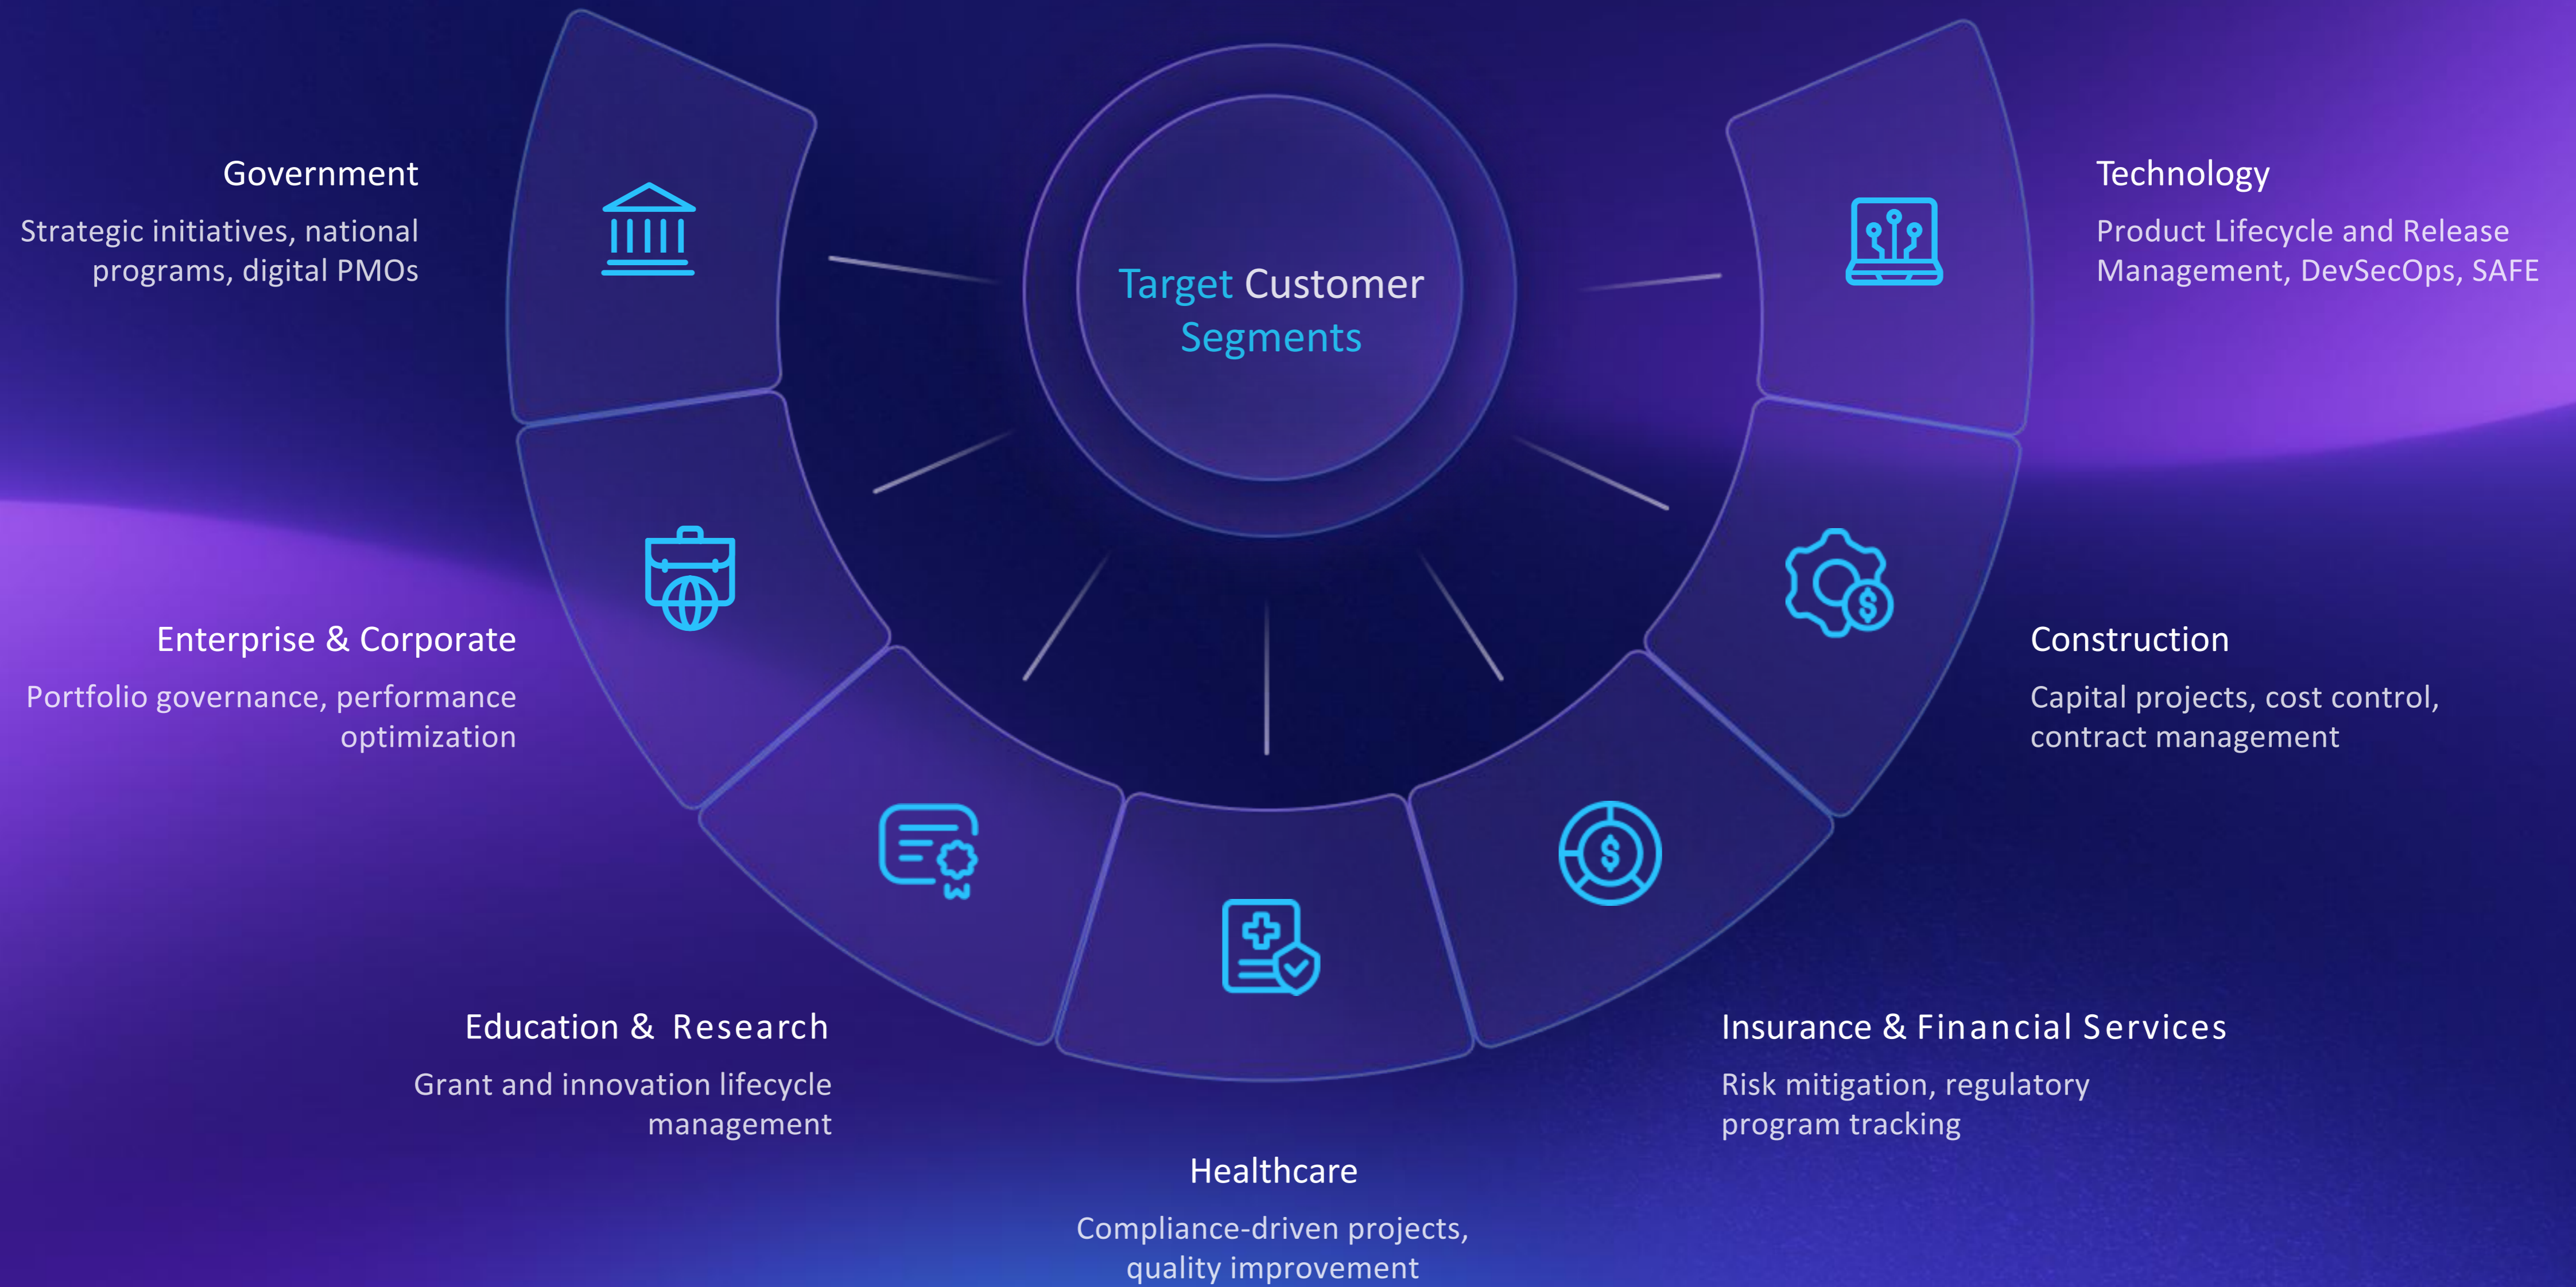 Target Customer
Segments
Government
Strategic initiatives, national
programs, digital PMOs
Enterprise & Corporate
Portfolio governance, performance
optimization
Education & Research
Grant and innovation lifecycle
management
Healthcare
Compliance-driven projects,
quality improvement
Insurance & Financial Services
Risk mitigation, regulatory
program tracking
Construction
Capital projects, cost control,
contract management
Technology
Product Lifecycle and Release
Management, DevSecOps, SAFE